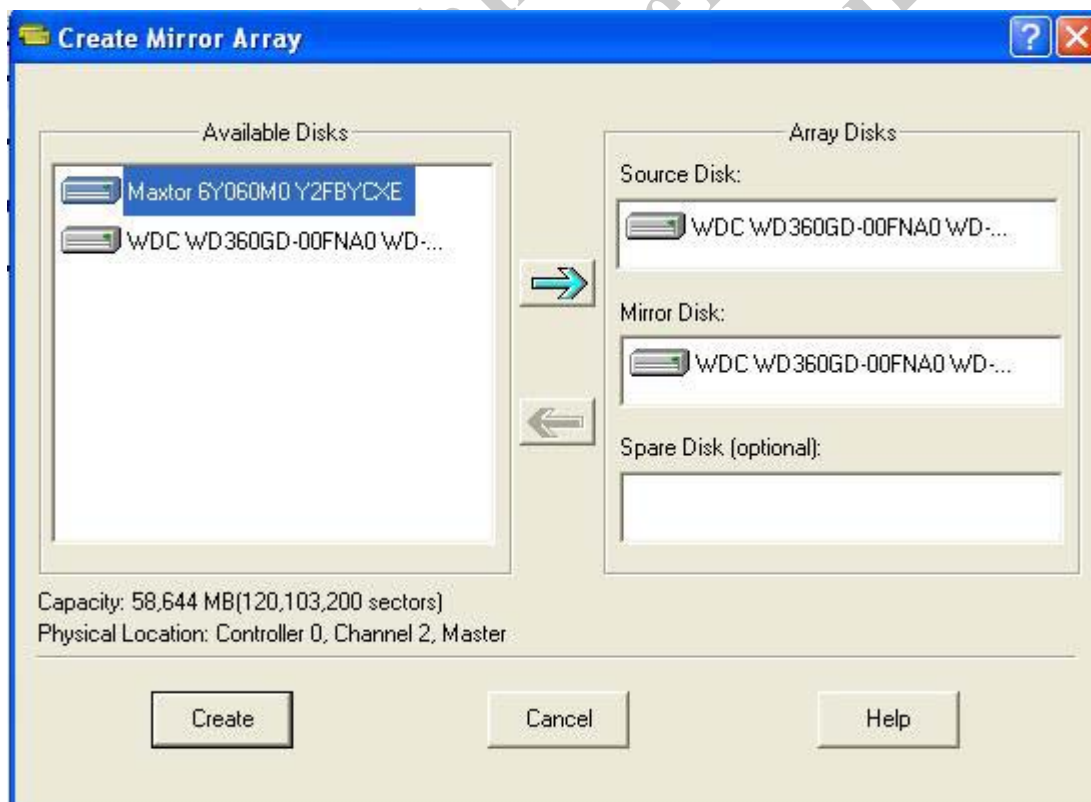 Create Mirror Array
Available Disks
Maxtor 6Y060M0 Y2FBYCXE
WDC WD360GD-00FNA0 WD-...
Array Disks
Source Disk:
WDC WD360GD-00FNA0 WD-...
Mirror Disk:
WDC WD360GD-00FNA0 WD-...
Spare Disk (optional):
Capacity: 58,644 MB(120,103,200 sectors)
Physical Location: Controller 0, Channel 2, Master
Create
Cancel
Help